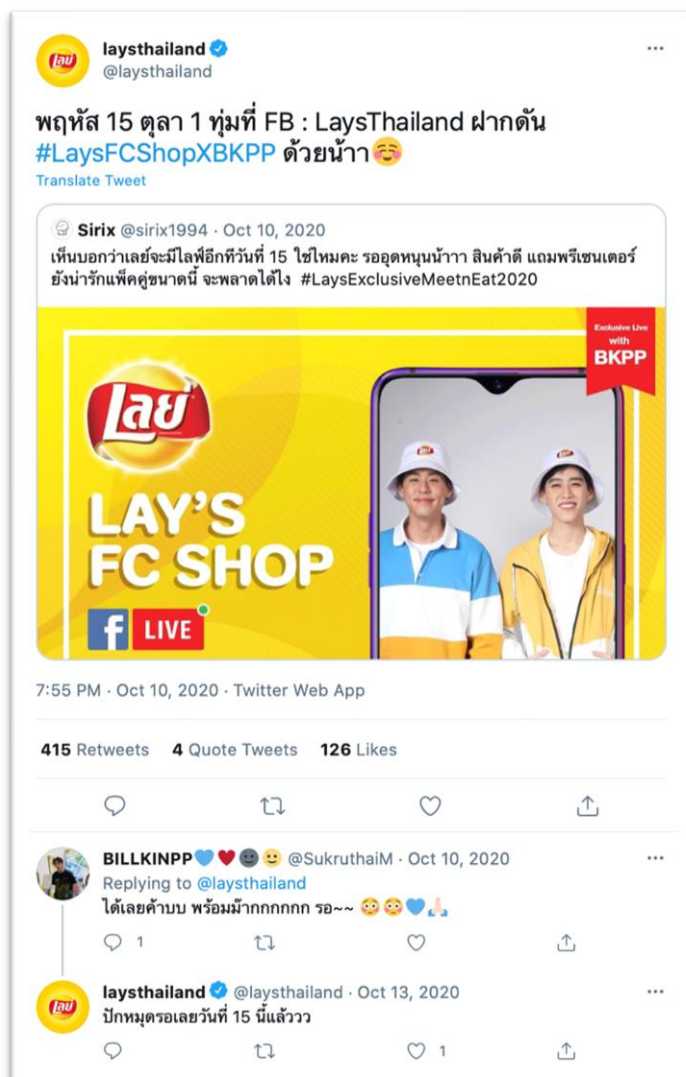 laysthailand
@laysthailand
พฤหัส 15 ตุลา 1 ทุ่มที่ FB : LaysThailand ฝากดัน
#LaysFCShopXBKPP ด้วยน้าา☺️
Translate Tweet
Sirix @sirix1994 · Oct 10, 2020
เห็นบอกว่าเลย์จะมีไลฟ์อีกทีวันที่ 15 ใช่ไหมคะ รออุดหนุนน้าาา สินค้าดี แถมพรีเซนเตอร์
ยังน่ารักแพ็คคู่ขนาดนี้ จะพลาดได้ไง #LaysExclusiveMeetnEat2020
Exclusive Live
with
BKPP
เลย์
LAY'S
FC SHOP
f LIVE
7:55 PM · Oct 10, 2020 · Twitter Web App
415 Retweets 4 Quote Tweets 126 Likes
BILLKINPP💙❤️🌚🌝 @SukruthaiM · Oct 10, 2020
Replying to @laysthailand
ได้เลยค้าบบ พร้อมม๊ากกกกกก รอ~~ 😳😳💙🙏🏻
1
laysthailand @laysthailand · Oct 13, 2020
ปักหมุดรอเลยวันที่ 15 นี้แล้ววว
1